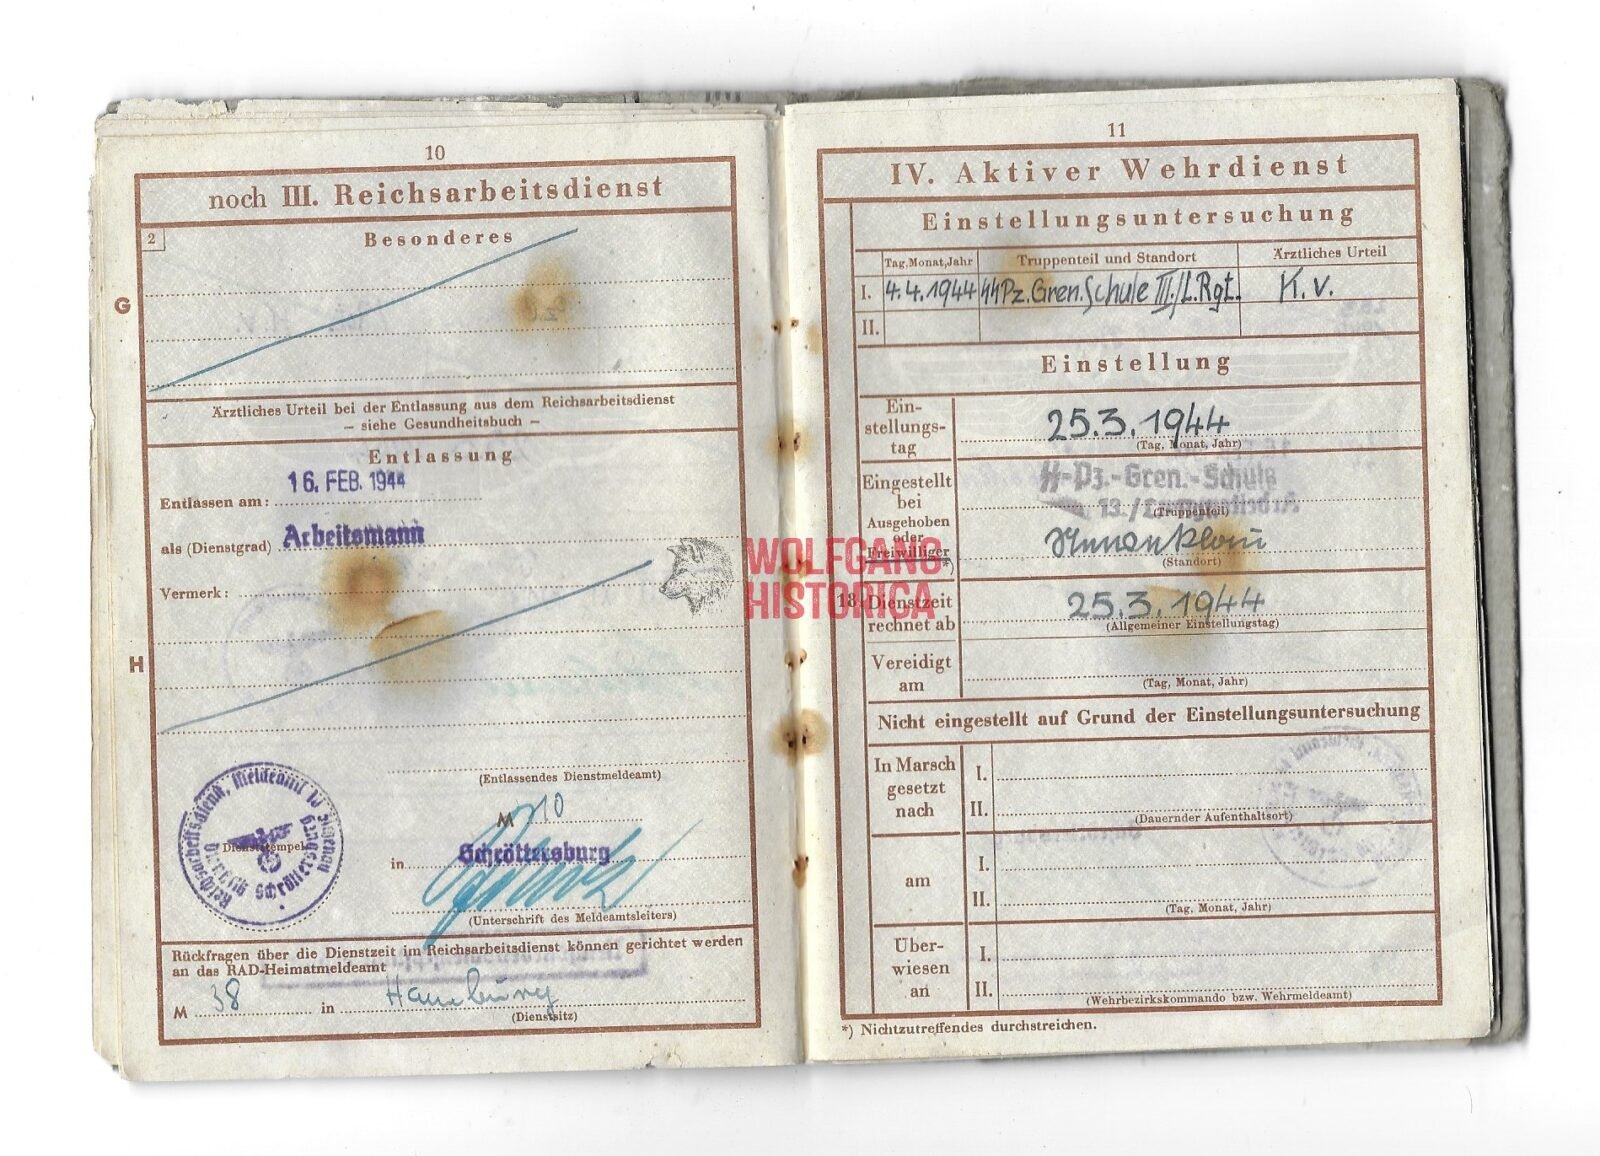 10
noch III. Reichsarbeitsdienst
2
Besonderes
G
Ärztliches Urteil bei der Entlassung aus dem Reichsarbeitsdienst
– siehe Gesundheitsbuch –
Entlassung
Entlassen am: 16. FEB. 1944
als (Dienstgrad) Arbeitsmann
Vermerk:
H
(Entlassendes Dienstmeldeamt)
M 10
Dienststempel
in Schröttersburg
(Unterschrift des Meldeamtsleiters)
Rückfragen über die Dienstzeit im Reichsarbeitsdienst können gerichtet werden
an das RAD-Heimatmeldeamt
M 38 in Hamburg
(Dienstsitz)
11
IV. Aktiver Wehrdienst
Einstellungsuntersuchung
Tag, Monat, Jahr Truppenteil und Standort Ärztliches Urteil
I. 4.4.1944 ᛋᛋPz.Gren.Schule III./L.Rgt. K.v.
II.
Einstellung
Ein-
stellungs-
tag
25.3.1944
(Tag, Monat, Jahr)
Eingestellt
bei
Ausgehoben
oder
Freiwilliger
*)
ᛋᛋ-Pz.-Gren.-Schule
13./
(Truppenteil)
(Standort)
18 Dienstzeit
rechnet ab
25.3.1944
(Allgemeiner Einstellungstag)
Vereidigt
am
(Tag, Monat, Jahr)
Nicht eingestellt auf Grund der Einstellungsuntersuchung
In Marsch
gesetzt
nach
I.
II.
(Dauernder Aufenthaltsort)
am
I.
II.
(Tag, Monat, Jahr)
Über-
wiesen
an
I.
II.
(Wehrbezirkskommando bzw. Wehrmeldeamt)
*) Nichtzutreffendes durchstreichen.
WOLFGANG
HISTORICA